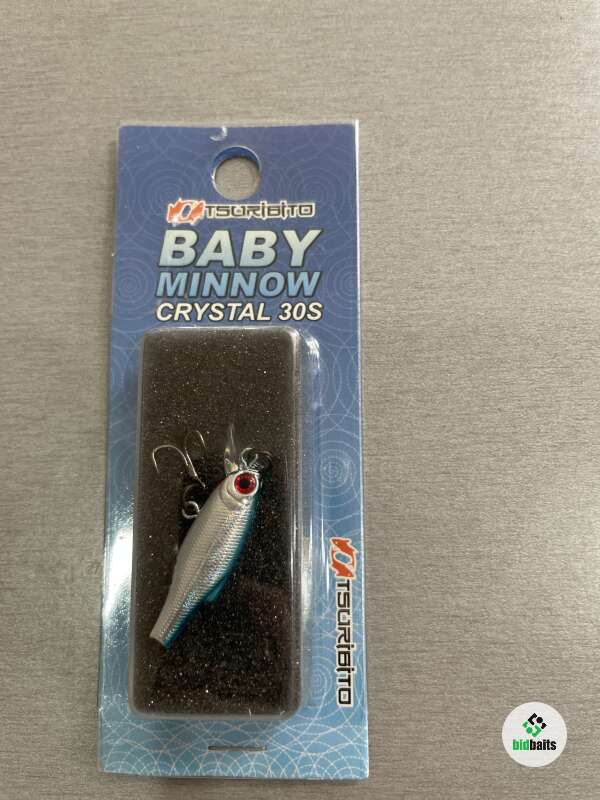 TSURIBITO
BABY
MINNOW
CRYSTAL 30S
TSURIBITO
bidbaits